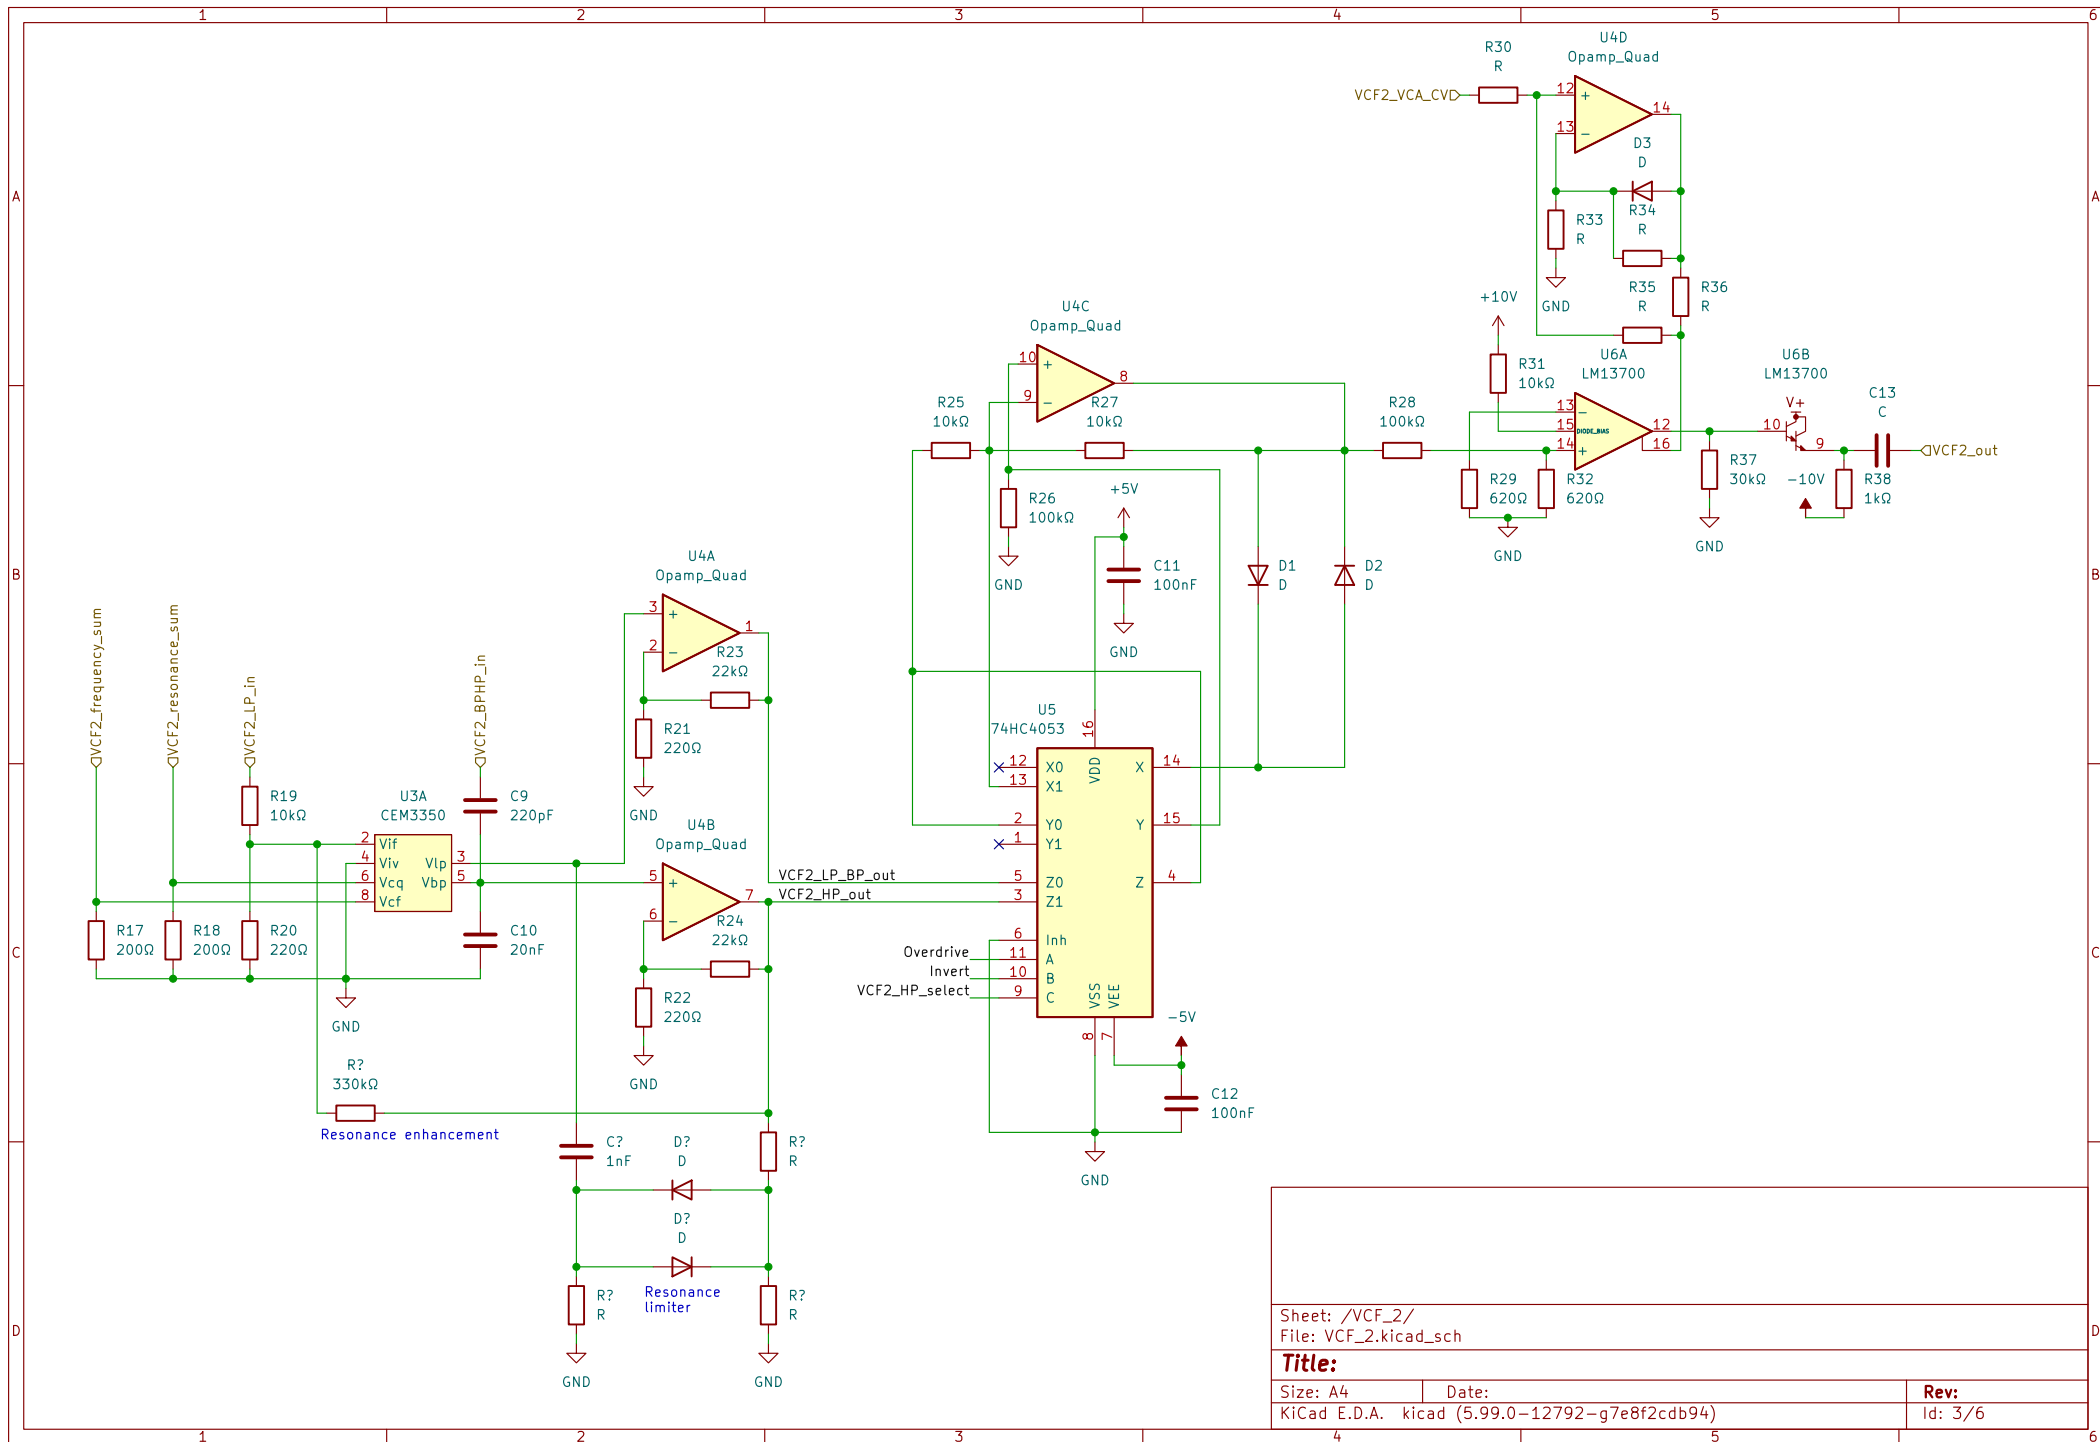 1 2 3 4 5 6
U4D
Opamp_Quad
R30
R
VCF2_VCA_CV
12
+
14
13
−
D3
D
A
A
R34
R
R33
R
GND
R35
R
R36
R
+10V
U4C
Opamp_Quad
10
+
8
9
−
R31
10kΩ
U6A
LM13700
U6B
LM13700
R25
10kΩ
R27
10kΩ
R28
100kΩ
13
−
15
DIODE_BIAS
12
14
+
16
V+
10
9
C13
C
VCF2_out
R26
100kΩ
GND
+5V
R29
620Ω
R32
620Ω
GND
R37
30kΩ
GND
−10V
R38
1kΩ
B
B
U4A
Opamp_Quad
3
+
1
2
−
R23
22kΩ
C11
100nF
GND
D1
D
D2
D
VCF2_frequency_sum
VCF2_resonance_sum
VCF2_LP_in
VCF2_BPHP_in
R21
220Ω
GND
U5
74HC4053
16
VDD
12 X0
X 14
13 X1
2 Y0
Y 15
1 Y1
5 Z0
Z 4
3 Z1
6 Inh
11 A
10 B
9 C
VSS
VEE
8
7
R19
10kΩ
U3A
CEM3350
2 Vif
4 Viv
Vlp 3
6 Vcq
Vbp 5
8 Vcf
C9
220pF
U4B
Opamp_Quad
5
+
7
6
−
R24
22kΩ
VCF2_LP_BP_out
VCF2_HP_out
R17
200Ω
R18
200Ω
R20
220Ω
C10
20nF
C
C
Overdrive
Invert
VCF2_HP_select
R22
220Ω
GND
GND
−5V
C12
100nF
GND
R?
330kΩ
Resonance enhancement
C?
1nF
D?
D
R?
R
D?
D
Resonance
limiter
R?
R
R?
R
GND
GND
D
D
Sheet: /VCF_2/
File: VCF_2.kicad_sch
Title:
Size: A4
Date:
Rev:
KiCad E.D.A. kicad (5.99.0-12792-g7e8f2cdb94)
Id: 3/6
1 2 3 4 5 6